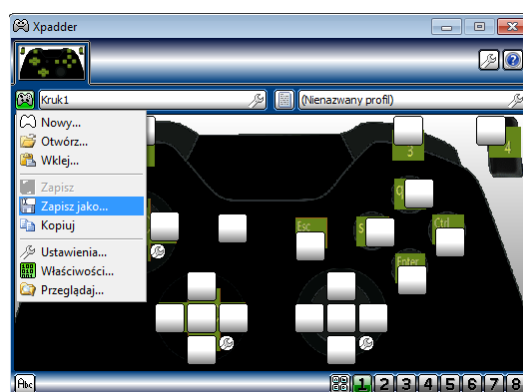 Xpadder
Kruk1
(Nienazwany profil)
Nowy...
Otwórz...
Wklej...
Zapisz
Zapisz jako...
Kopiuj
Ustawienia...
Właściwości...
Przeglądaj...
3
4
q
Esc
s
Ctrl
Enter
Abc
1 2 3 4 5 6 7 8